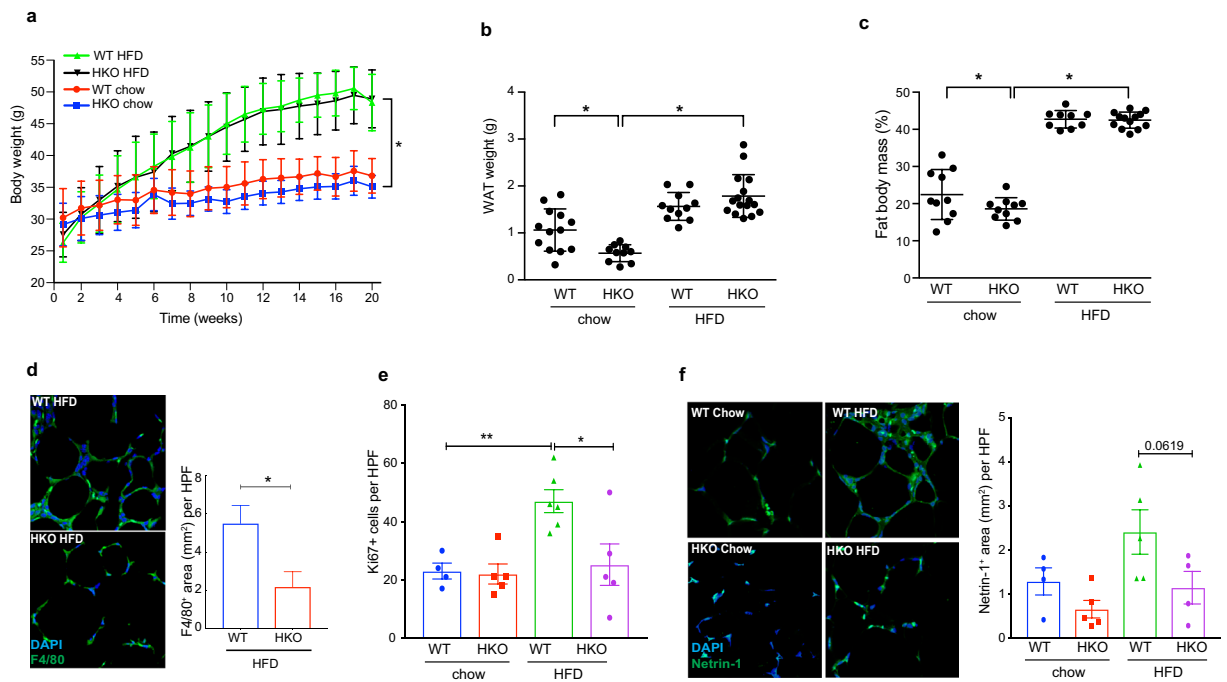 a
WT HFD
HKO HFD
WT chow
HKO chow
Body weight (g)
55
50
45
40
35
30
25
20
0 2 4 6 8 10 12 14 16 18 20
Time (weeks)
*
b
WAT weight (g)
4
3
2
1
0
* *
WT HKO WT HKO
chow HFD
c
Fat body mass (%)
50
40
30
20
10
0
* *
WT HKO WT HKO
chow HFD
d
WT HFD
HKO HFD
DAPI
F4/80
F4/80+ area (mm²) per HPF
8
6
4
2
0
*
WT HKO
HFD
e
Ki67+ cells per HPF
80
60
40
20
0
** *
WT HKO WT HKO
chow HFD
f
WT Chow WT HFD
HKO Chow HKO HFD
DAPI
Netrin-1
Netrin-1+ area (mm²) per HPF
5
4
3
2
1
0
0.0619
WT HKO WT HKO
chow HFD